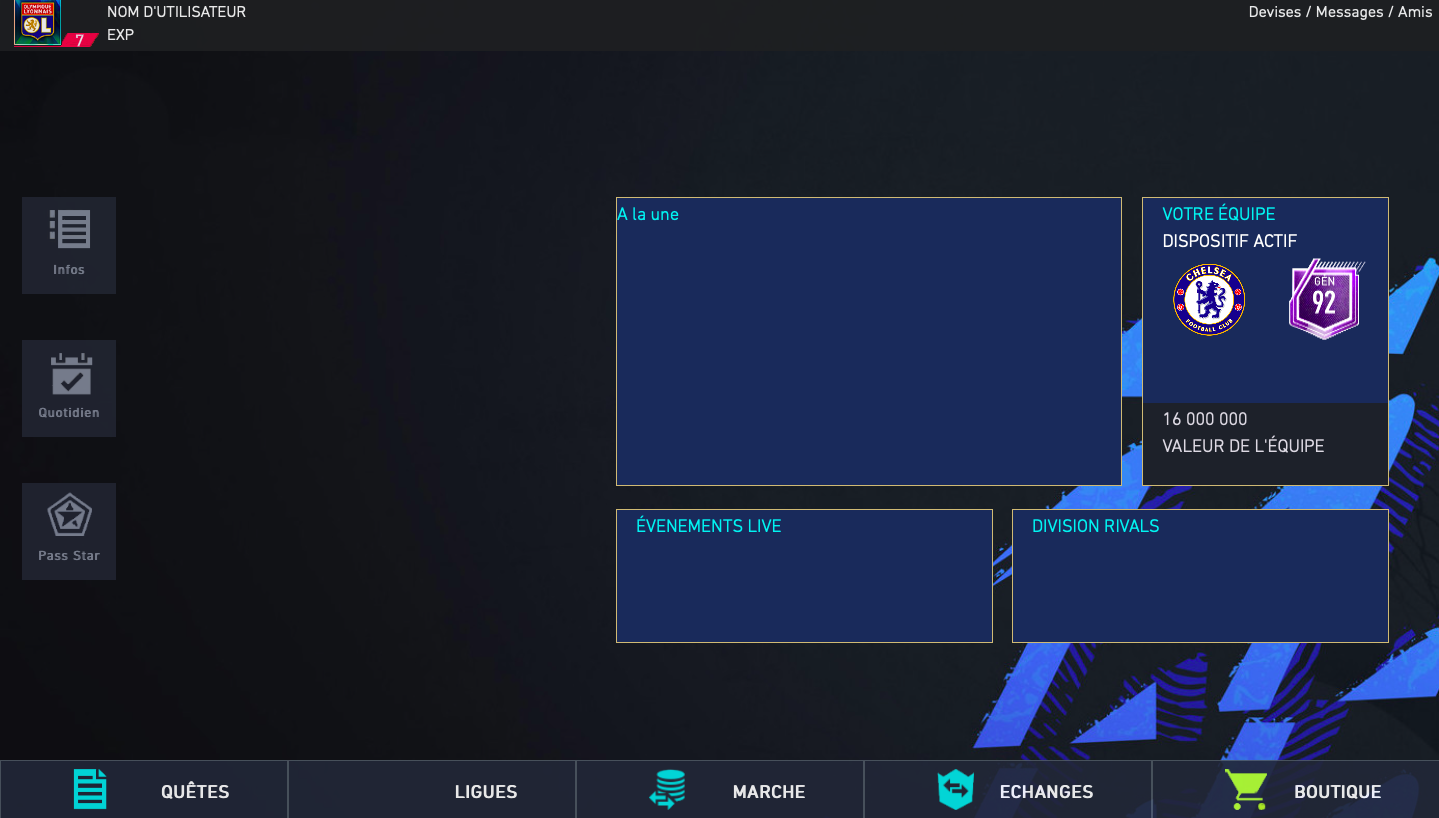 OLYMPIQUE
LYONNAIS
OL
7
NOM D'UTILISATEUR
EXP
Devises / Messages / Amis
Infos
Quotidien
Pass Star
A la une
VOTRE ÉQUIPE
DISPOSITIF ACTIF
CHELSEA
FOOTBALL CLUB
GEN
92
16 000 000
VALEUR DE L'ÉQUIPE
ÉVENEMENTS LIVE
DIVISION RIVALS
QUÊTES
LIGUES
MARCHE
ECHANGES
BOUTIQUE